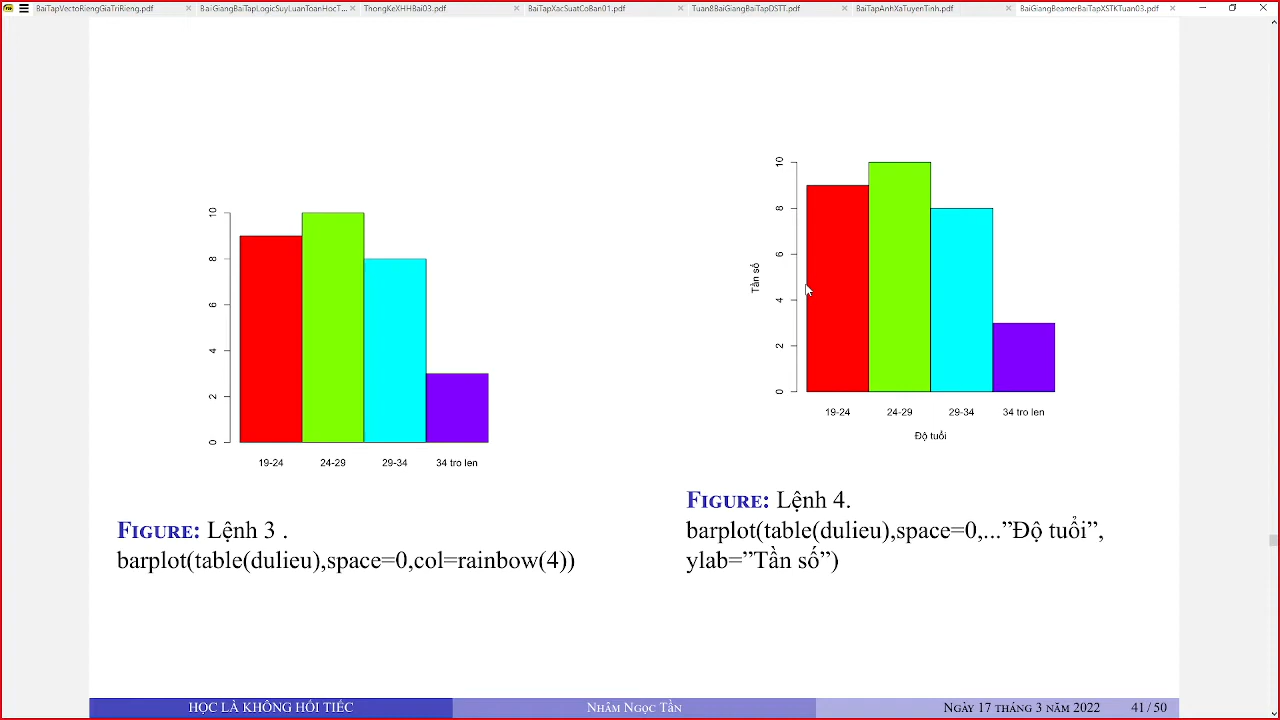 BaiTapVectoRiengGiaTriRieng.pdf
BaiGiangBaiTapLogicSuyLuanToanHocT...
ThongKeXHHBai03.pdf
BaiTapXacSuatCoBan01.pdf
Tuan8BaiGiangBaiTapDSTT.pdf
BaiTapAnhXaTuyenTinh.pdf
BaiGiangBeamerBaiTapXSTKTuan03.pdf
10
8
6
4
2
0
19-24 24-29 29-34 34 tro len
FIGURE: Lệnh 3 .
barplot(table(dulieu),space=0,col=rainbow(4))
Tần số
10
8
6
4
2
0
19-24 24-29 29-34 34 tro len
Độ tuổi
FIGURE: Lệnh 4.
barplot(table(dulieu),space=0,...”Độ tuổi”,
ylab=”Tần số”)
HỌC LÀ KHÔNG HỐI TIẾC
NHÂM NGỌC TẦN
NGÀY 17 THÁNG 3 NĂM 2022
41 / 50